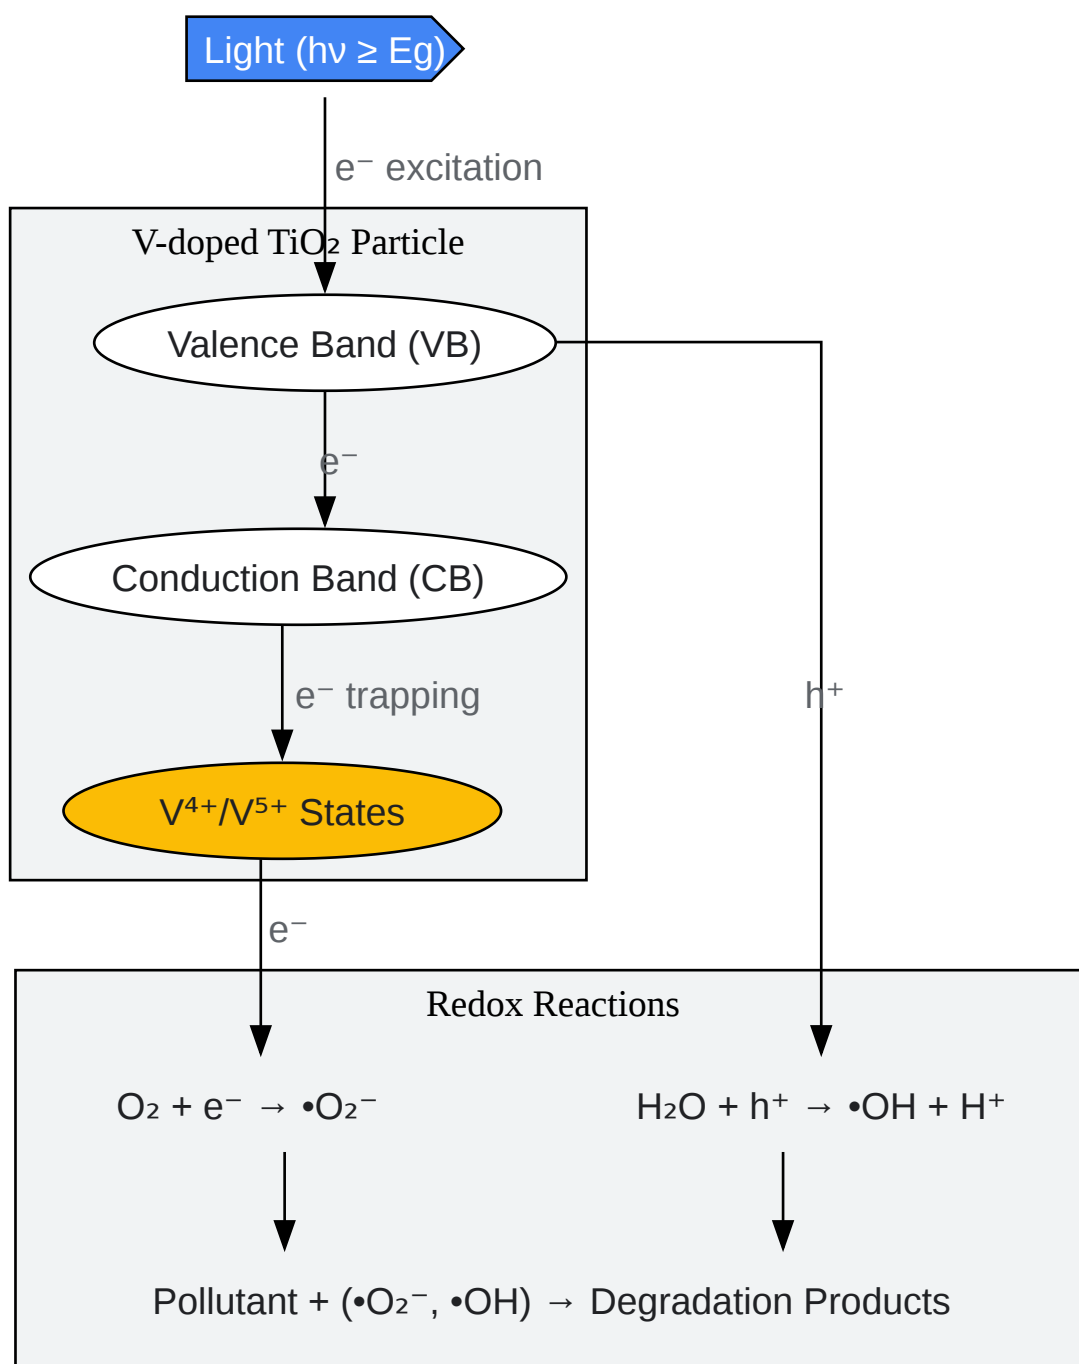 Light (hν ≥ Eg)
e⁻ excitation
V-doped TiO₂ Particle
Valence Band (VB)
e⁻
Conduction Band (CB)
e⁻ trapping
h⁺
V⁴⁺/V⁵⁺ States
e⁻
Redox Reactions
O₂ + e⁻ → •O₂⁻
H₂O + h⁺ → •OH + H⁺
Pollutant + (•O₂⁻, •OH) → Degradation Products